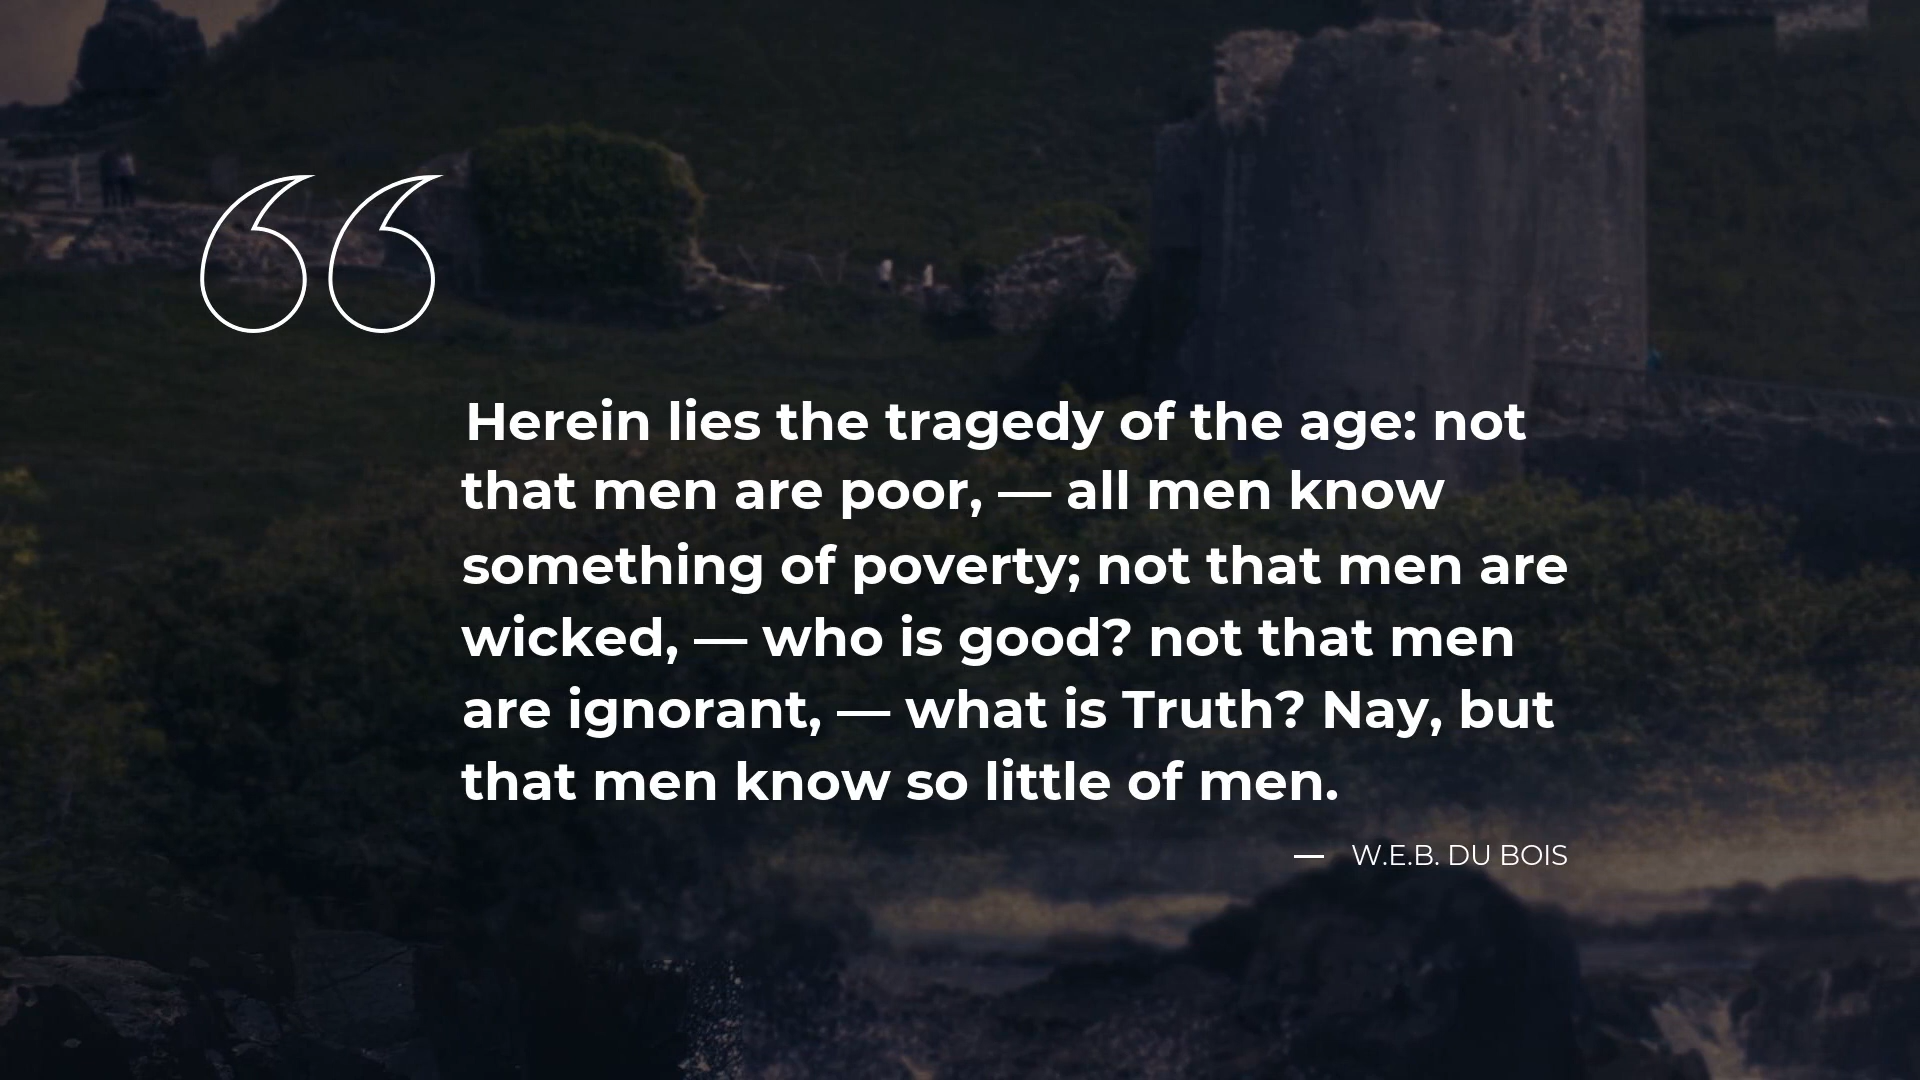 “
Herein lies the tragedy of the age: not
that men are poor, — all men know
something of poverty; not that men are
wicked, — who is good? not that men
are ignorant, — what is Truth? Nay, but
that men know so little of men.
— W.E.B. DU BOIS